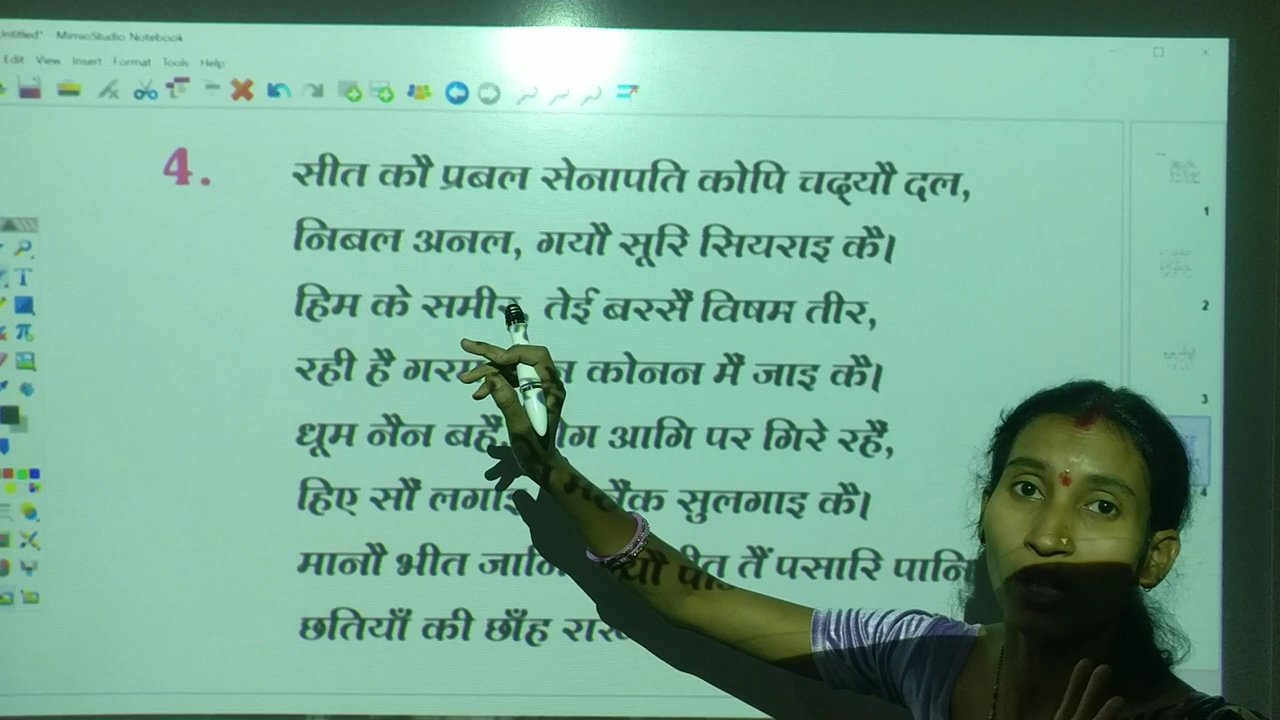 Untitled* - MimioStudio Notebook
Edit View Insert Format Tools Help
4. सीत कौ प्रबल सेनापति कोपि चढ्यौ दल,
निबल अनल, गयौ सूरि सियराइ कै।
हिम के समीर, तेई बरसैं विषम तीर,
रही है कोनन मैं जाइ कै।
धूम नैन बहैं, आगि पर गिरे रहैं,
हिए सौं लगाइ सुलगाइ कै।
मानौ भीत जानि तैं पसारि पानि
छतियाँ की छाँह
1
2
3
4